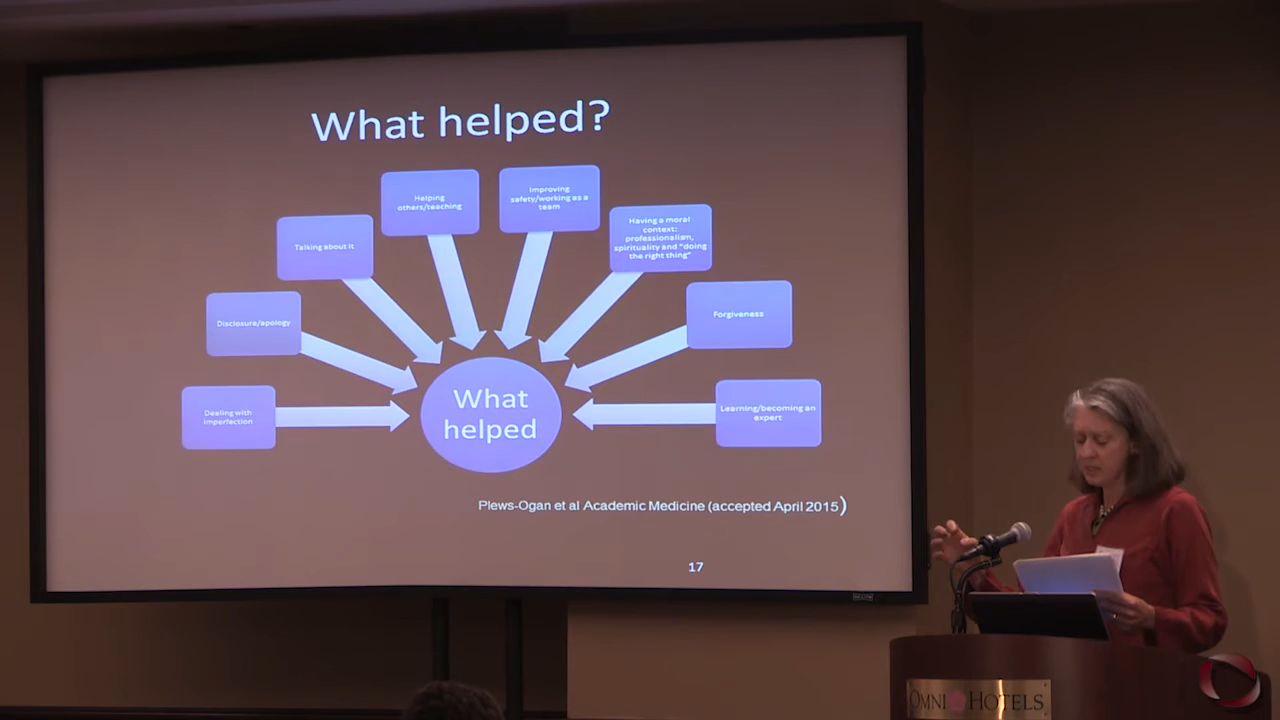 What helped?
Helping
others/teaching
Improving
safety/working as a
team
Talking about it
Having a moral
context:
professionalism,
spirituality and "doing
the right thing"
Disclosure/apology
Forgiveness
Dealing with
imperfection
What
helped
Learning/becoming an
expert
Plews-Ogan et al Academic Medicine (accepted April 2015)
17
OMNI HOTELS